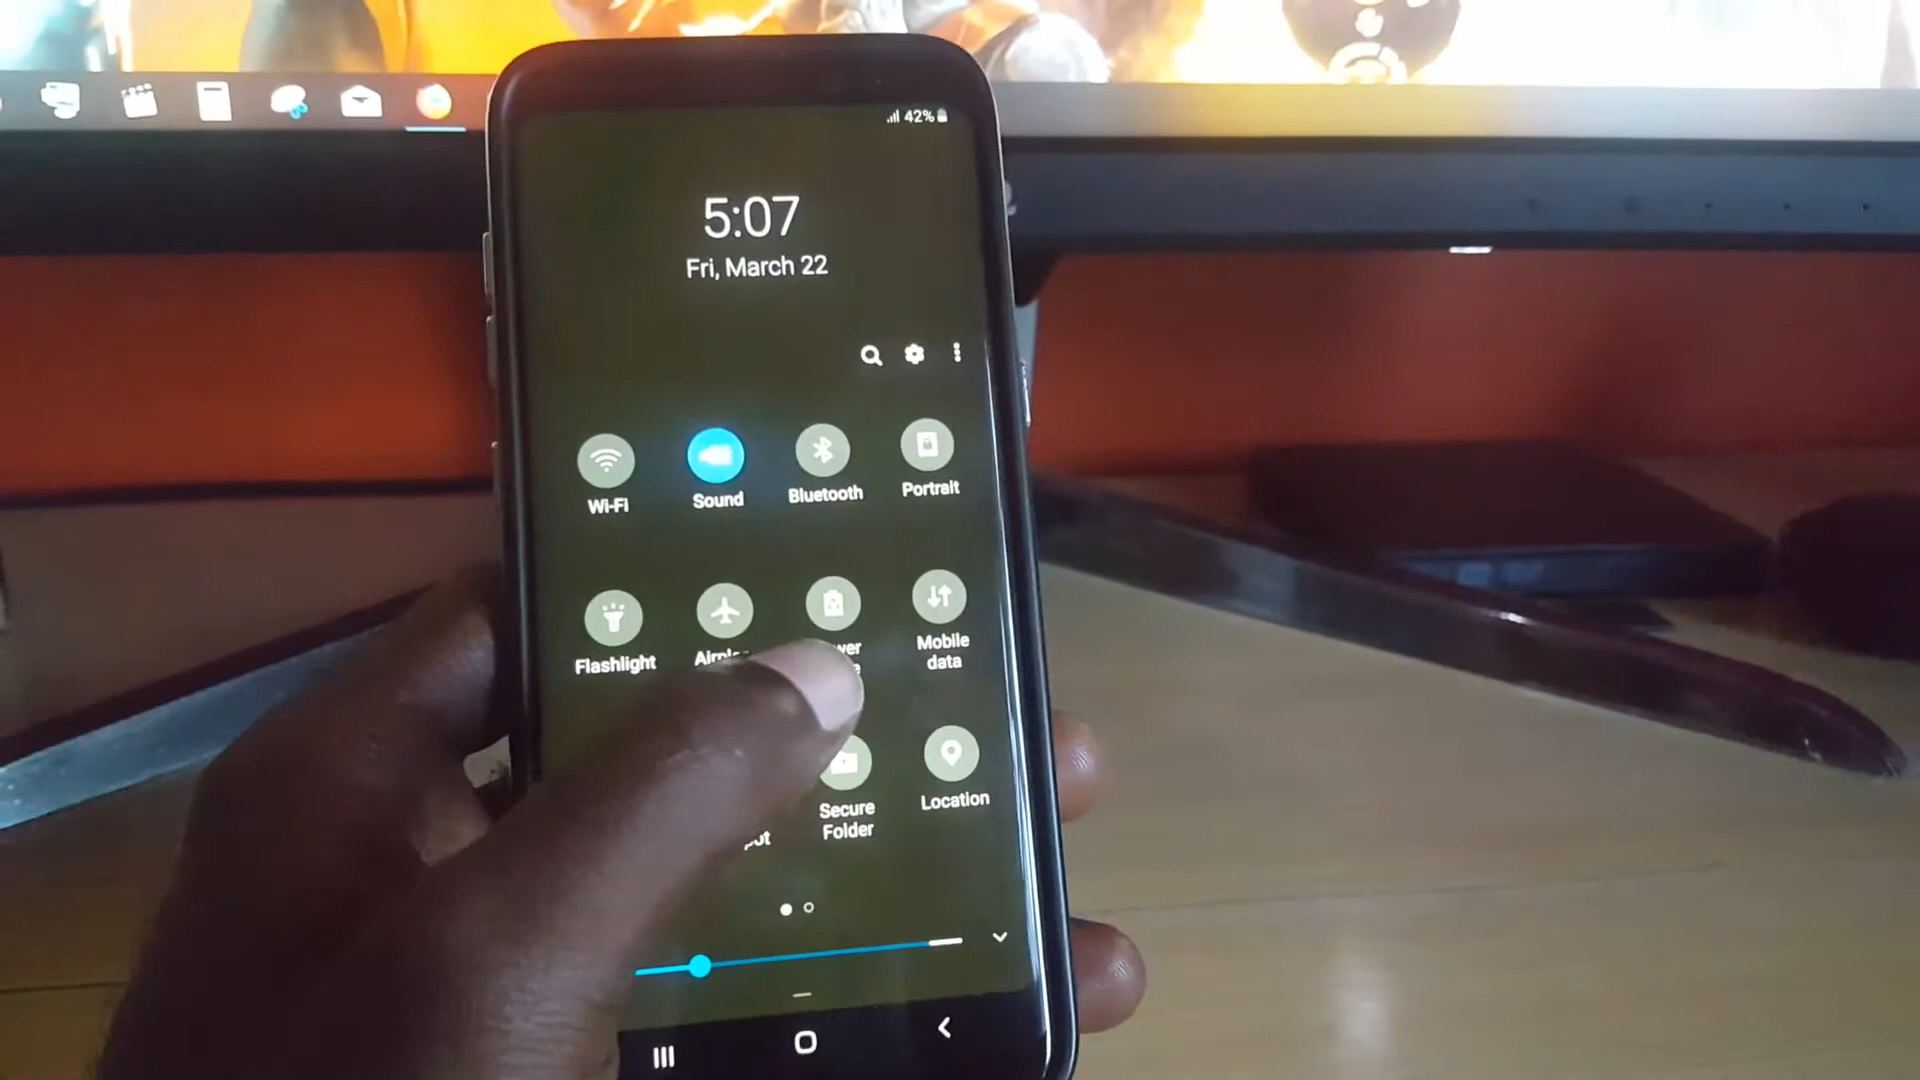 42%
5:07
Fri, March 22
Wi-Fi
Sound
Bluetooth
Portrait
Flashlight
Mobile
data
Secure
Folder
Location